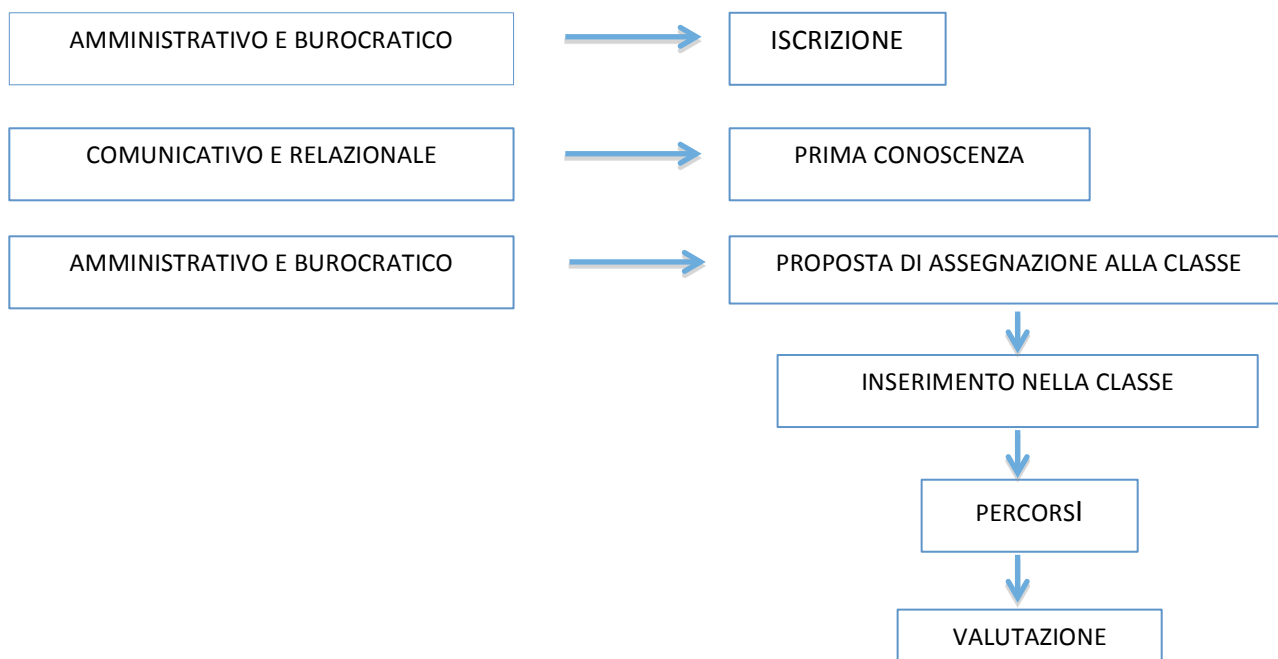 AMMINISTRATIVO E BUROCRATICO
ISCRIZIONE
COMUNICATIVO E RELAZIONALE
PRIMA CONOSCENZA
AMMINISTRATIVO E BUROCRATICO
PROPOSTA DI ASSEGNAZIONE ALLA CLASSE
INSERIMENTO NELLA CLASSE
PERCORSI
VALUTAZIONE